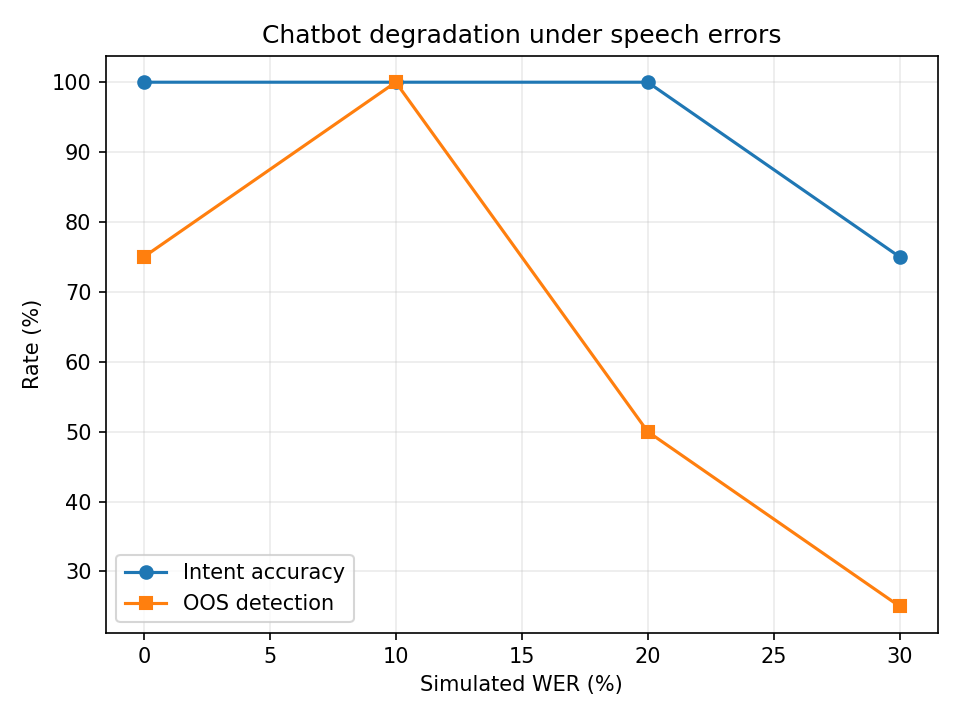 Chatbot degradation under speech errors
100
90
80
70
60
50
40
30
Rate (%)
Intent accuracy
OOS detection
0 5 10 15 20 25 30
Simulated WER (%)